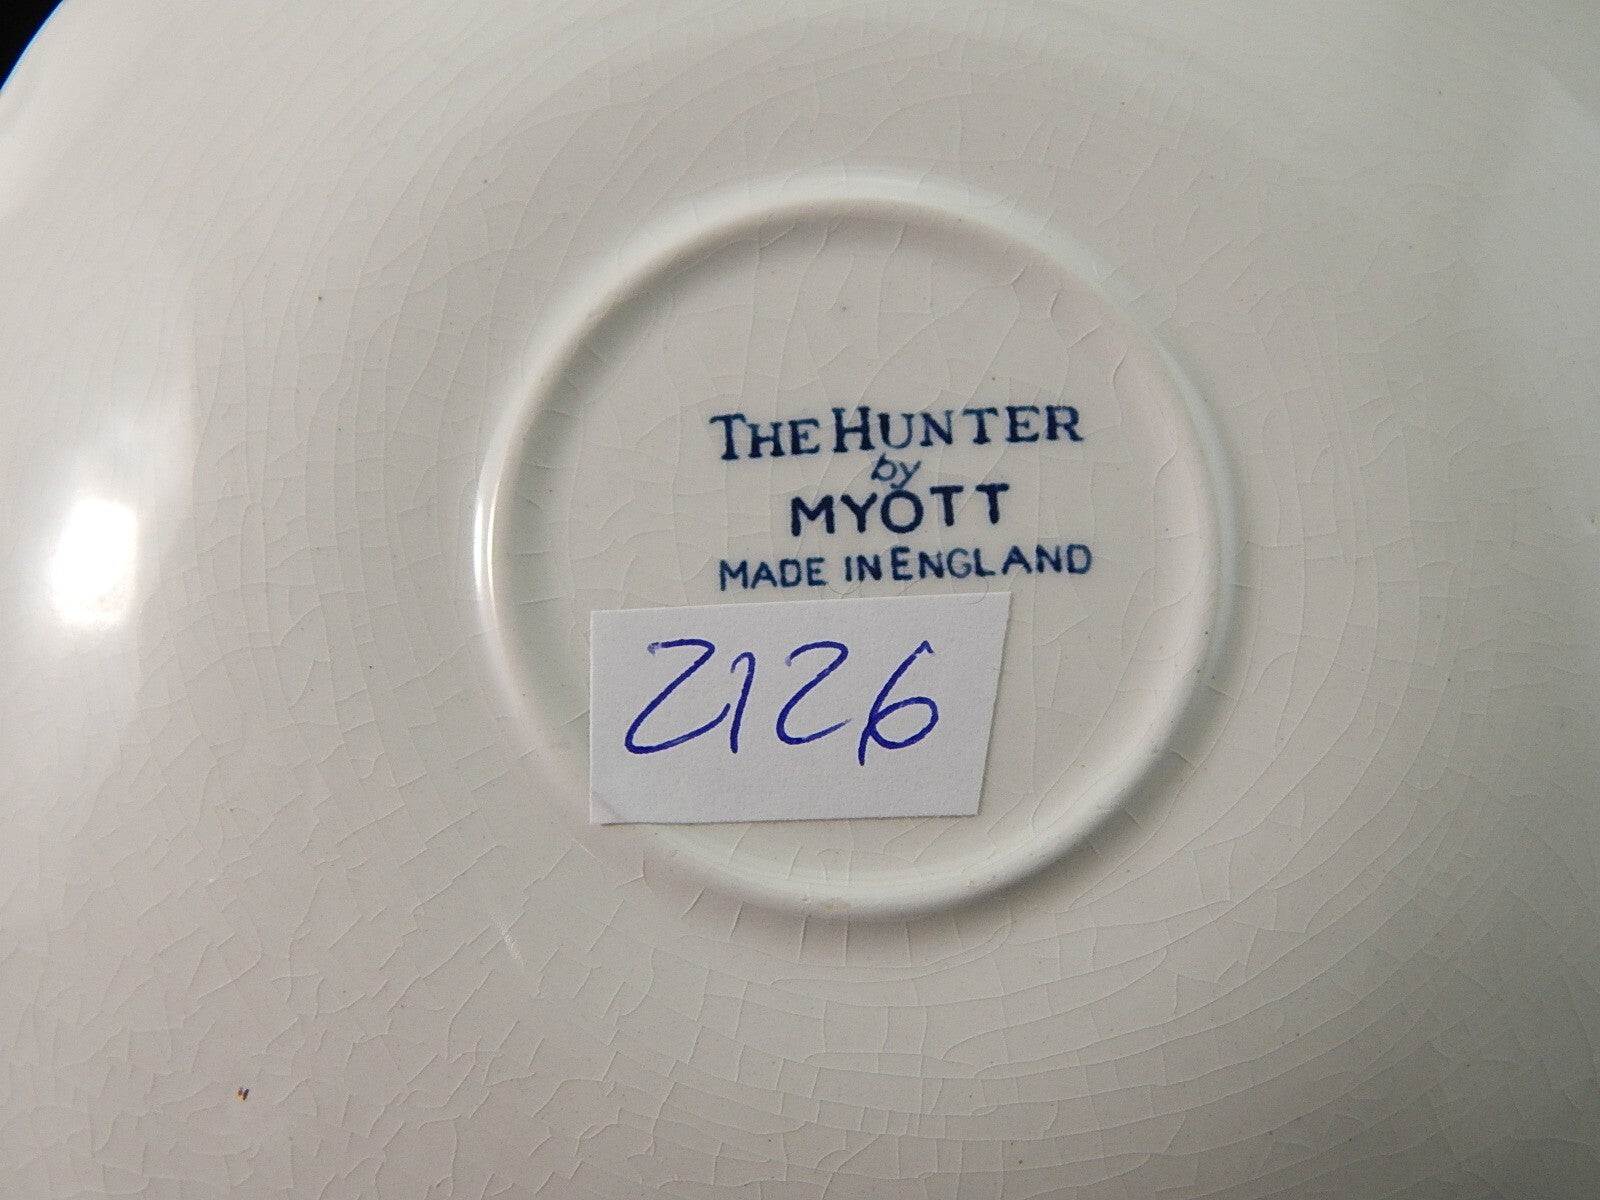 THE HUNTER
by
MYOTT
MADE IN ENGLAND
2126